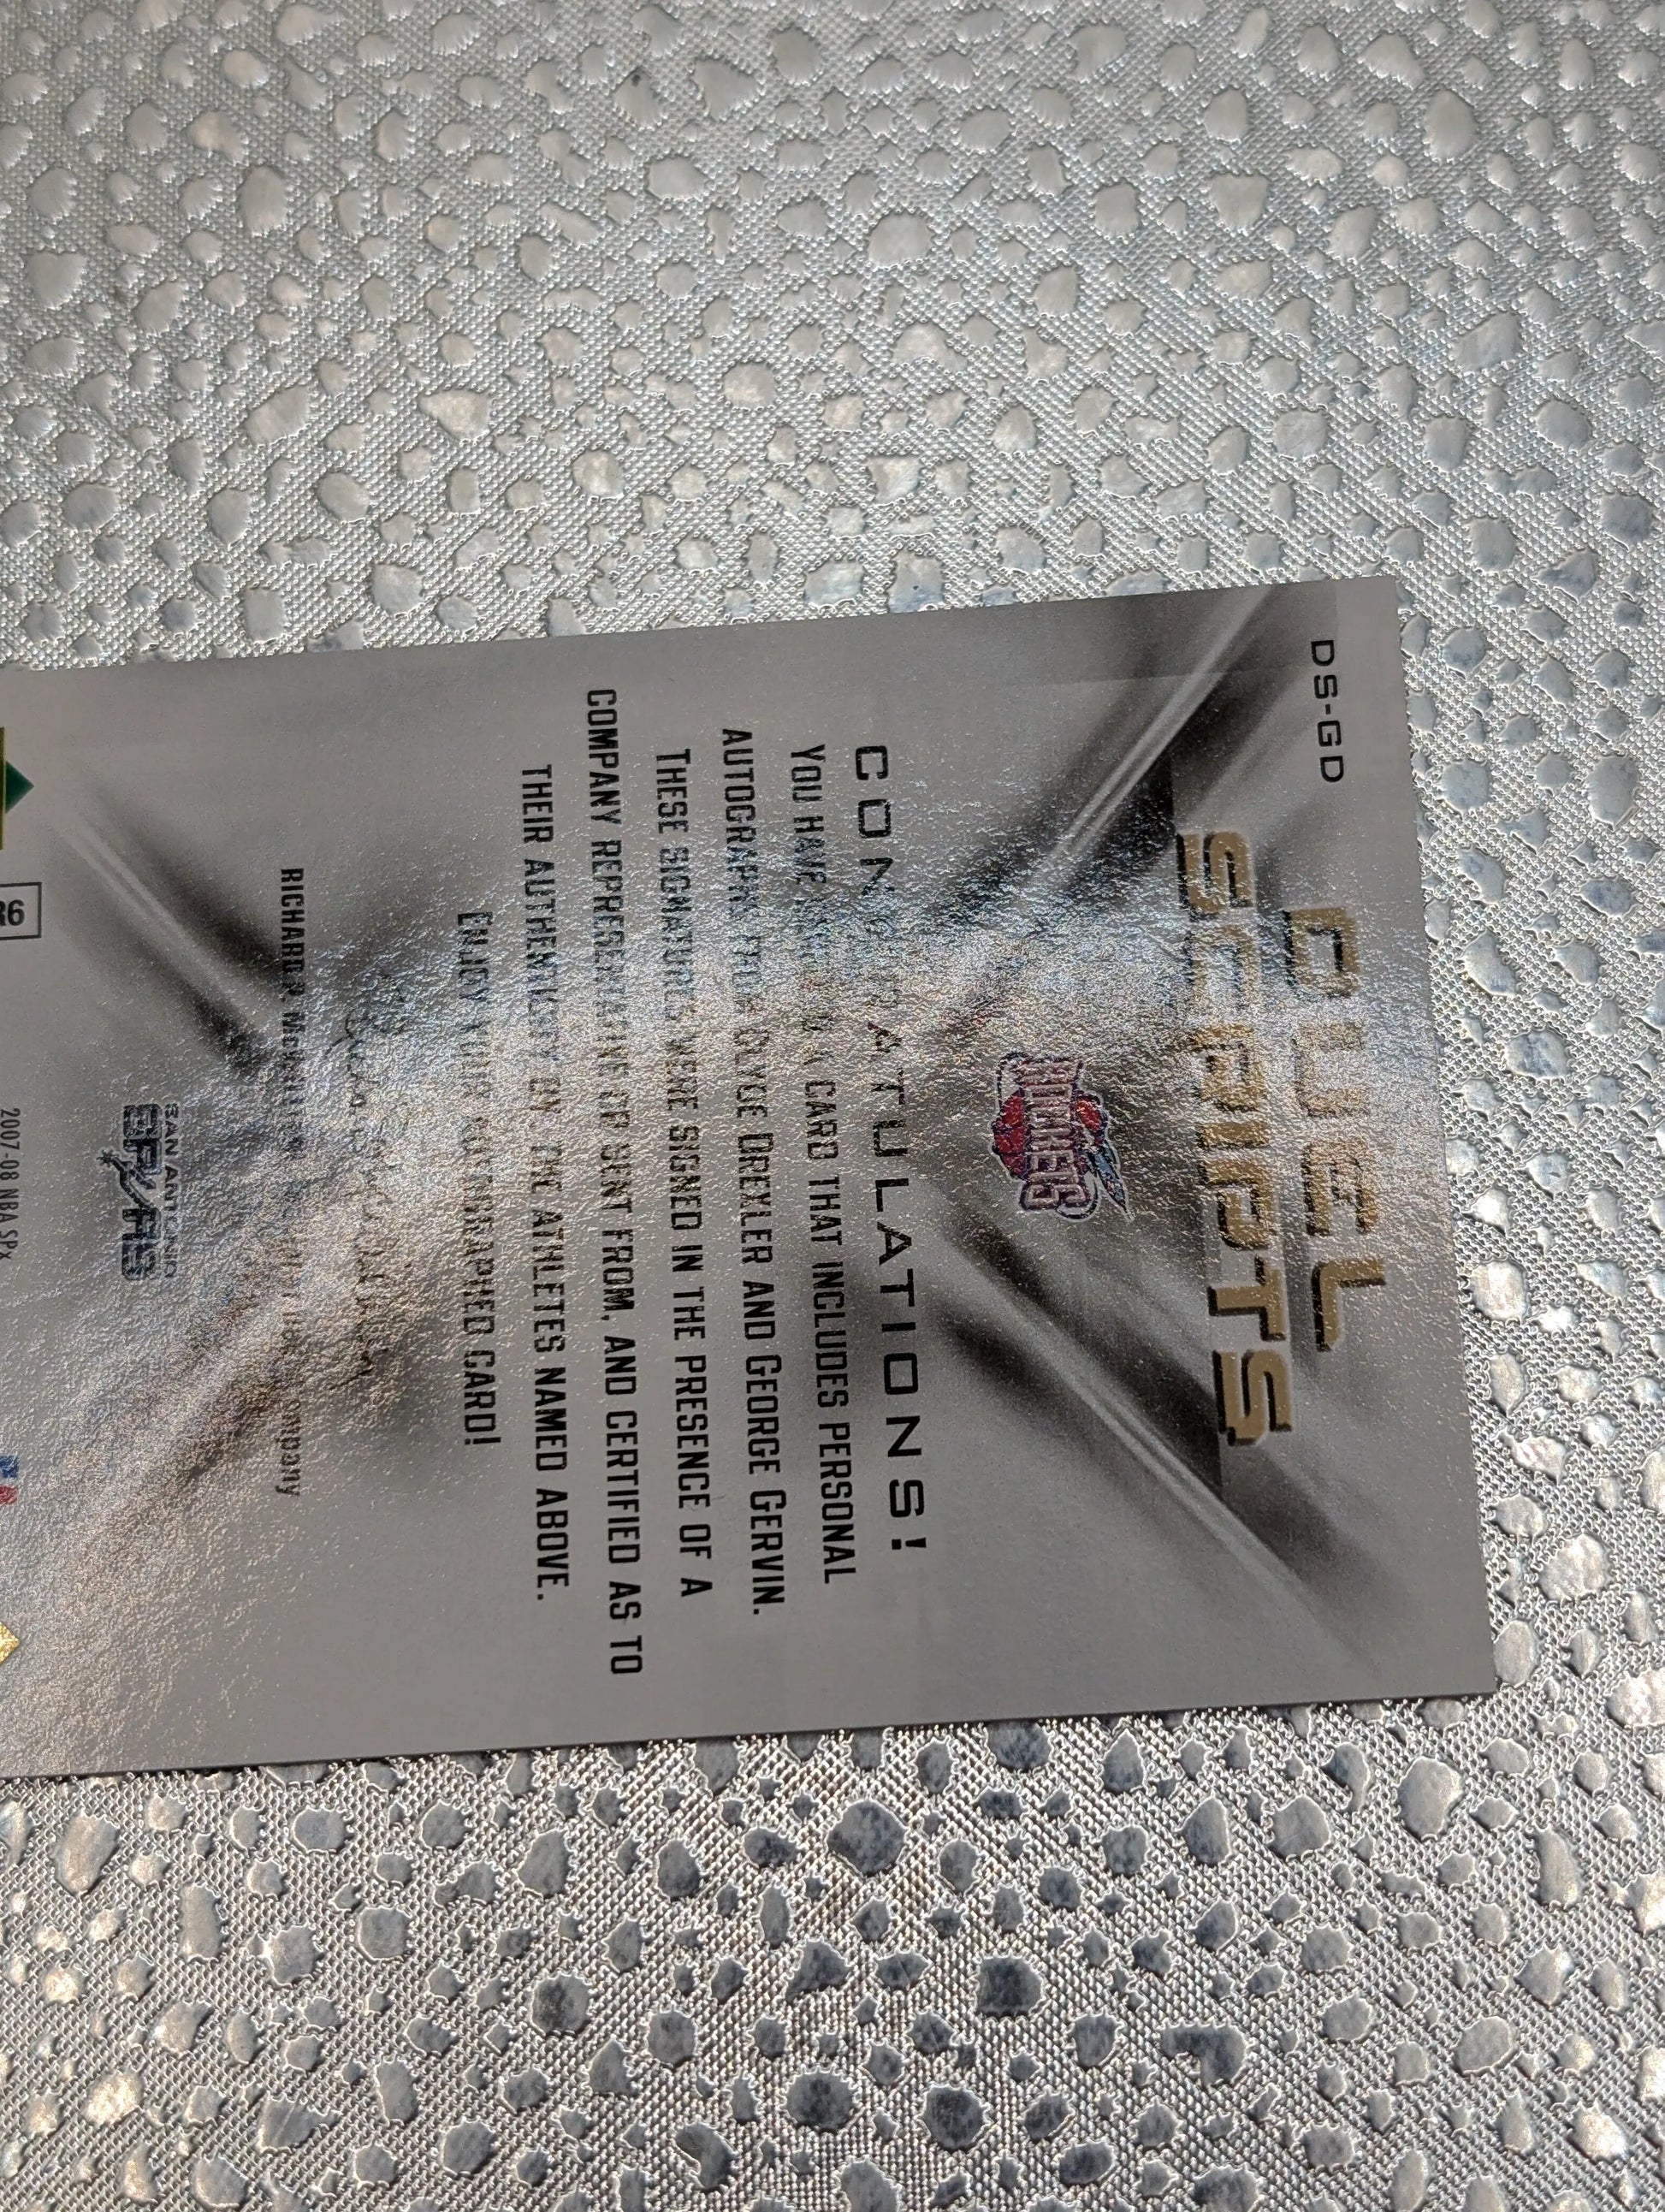 DS-GD
DUEL
SCRIPTS
ROCKETS
CONGRATULATIONS!
YOU HAVE A CARD THAT INCLUDES PERSONAL
AUTOGRAPHS FROM CLYDE DREXLER AND GEORGE GERVIN.
THESE SIGNATURES WERE SIGNED IN THE PRESENCE OF A
COMPANY REPRESENTATIVE OR SENT FROM, AND CERTIFIED AS TO
THEIR AUTHENTICITY BY, THE ATHLETES NAMED ABOVE.
ENJOY YOUR AUTOGRAPHED CARD!
RICHARD P. McWilliam
SAN ANTONIO
SPURS
R6
2007-08 NBA SPx